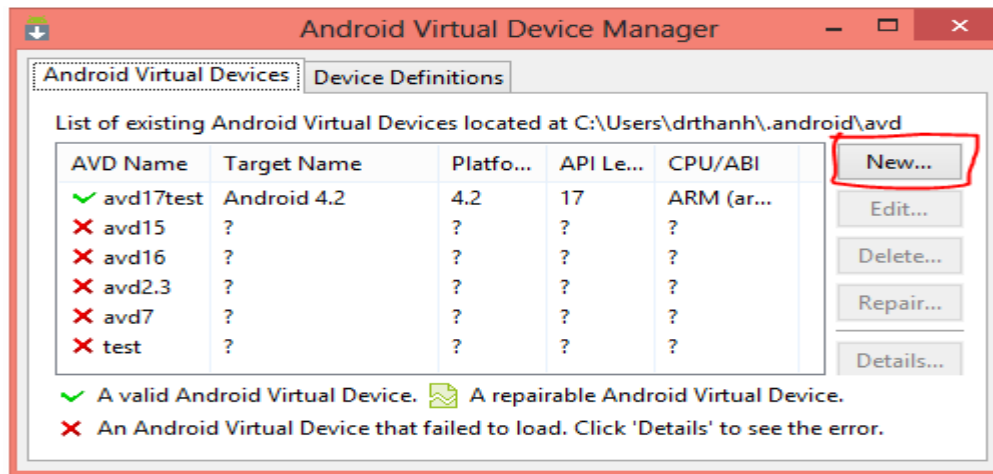 Android Virtual Device Manager
Android Virtual Devices Device Definitions
List of existing Android Virtual Devices located at C:\Users\drthanh\.android\avd
AVD Name Target Name Platfo... API Le... CPU/ABI New...
avd17test Android 4.2 4.2 17 ARM (ar... Edit...
avd15 ? ? ? ?
avd16 ? ? ? ? Delete...
avd2.3 ? ? ? ?
avd7 ? ? ? ? Repair...
test ? ? ? ? Details...
A valid Android Virtual Device. A repairable Android Virtual Device.
An Android Virtual Device that failed to load. Click 'Details' to see the error.